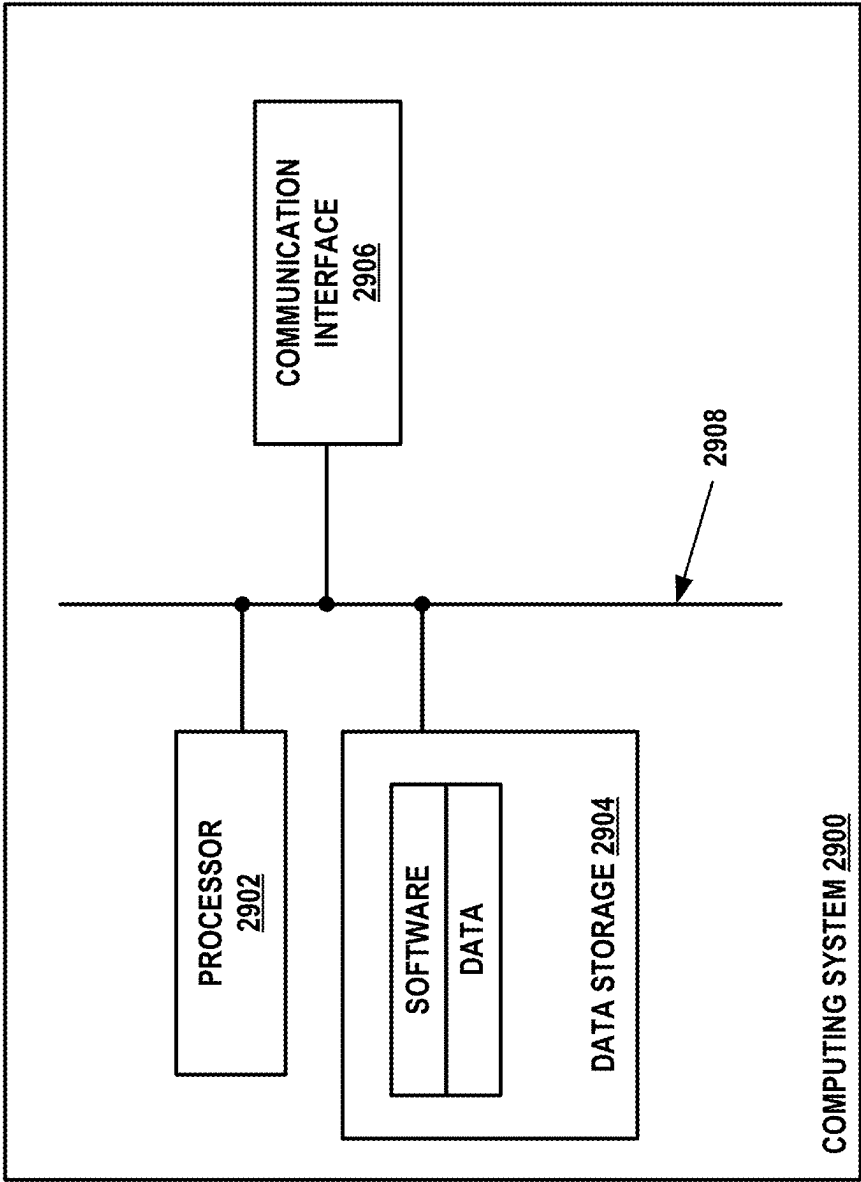 PROCESSOR
2902
COMMUNICATION
INTERFACE
2906
SOFTWARE
DATA
DATA STORAGE 2904
2908
COMPUTING SYSTEM 2900